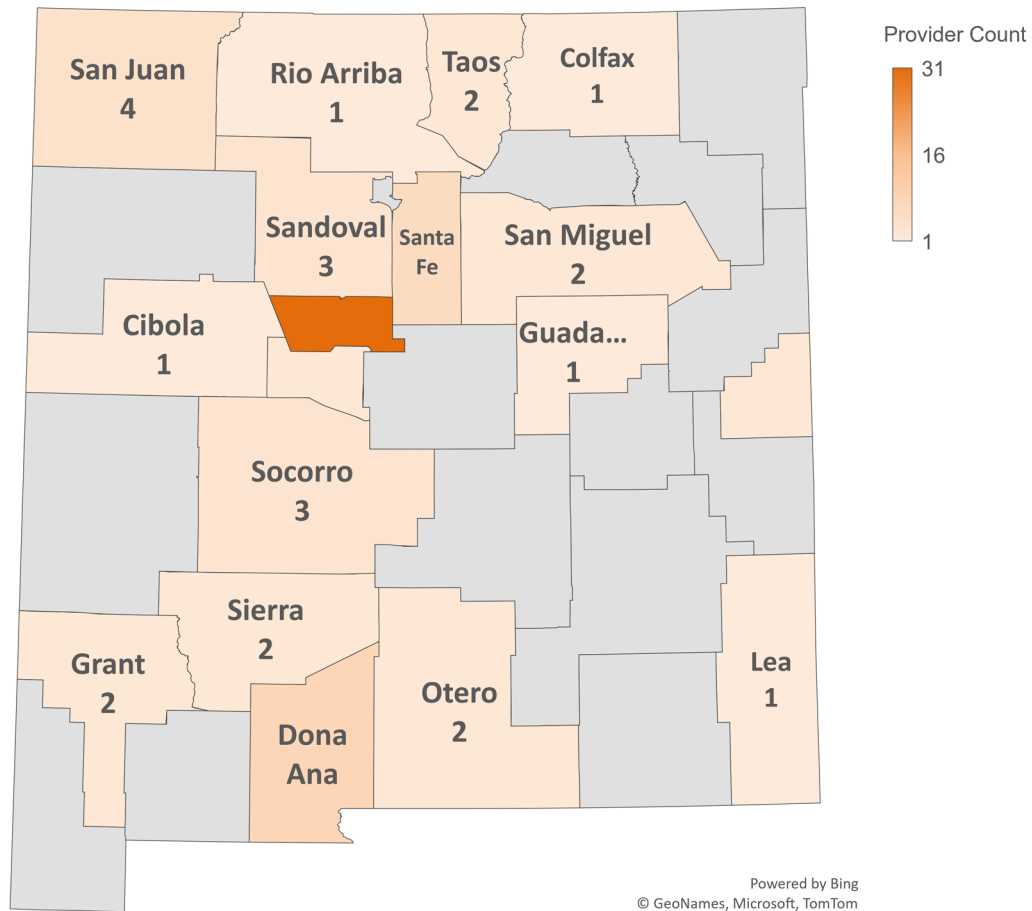 Provider Count
31
16
1
San Juan
4
Rio Arriba
1
Taos
2
Colfax
1
Sandoval
3
Santa
Fe
San Miguel
2
Cibola
1
Guada...
1
Socorro
3
Sierra
2
Grant
2
Dona
Ana
Otero
2
Lea
1
Powered by Bing
© GeoNames, Microsoft, TomTom